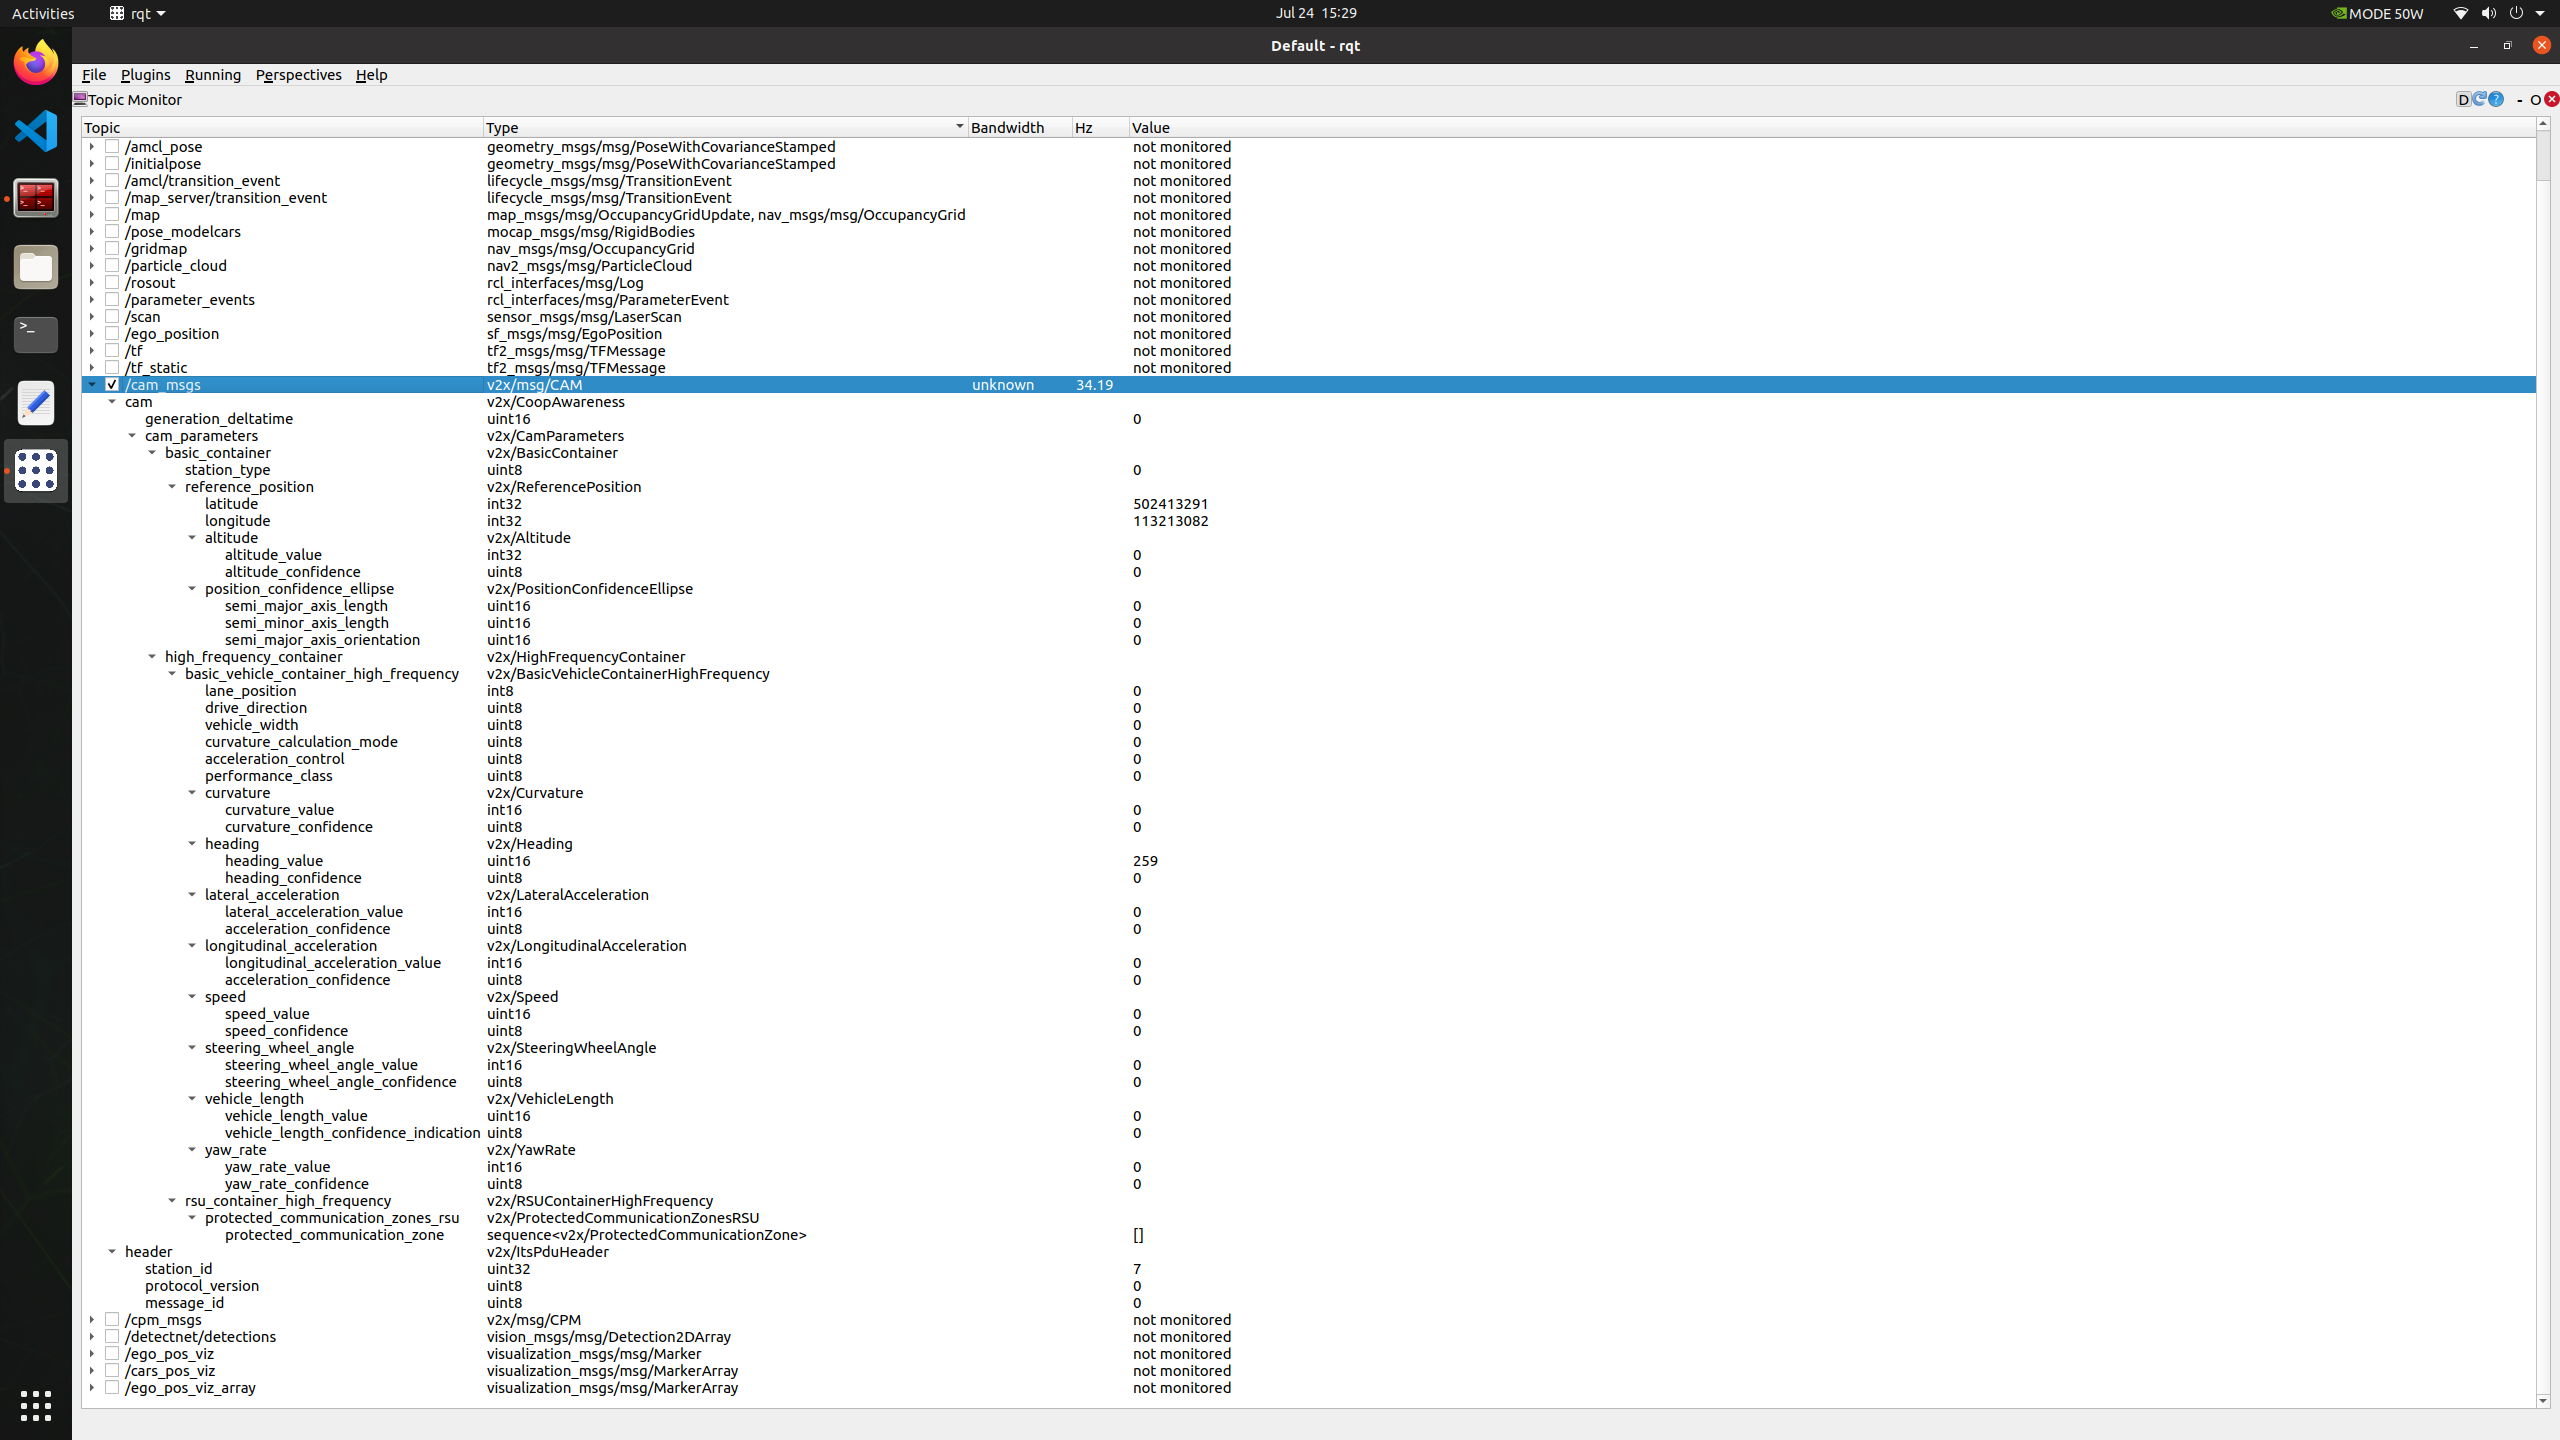 Activities rqt Jul 24 15:29 MODE 50W
Default - rqt
File Plugins Running Perspectives Help
Topic Monitor D ? - O
Topic Type Bandwidth Hz Value
/amcl_pose geometry_msgs/msg/PoseWithCovarianceStamped not monitored
/initialpose geometry_msgs/msg/PoseWithCovarianceStamped not monitored
/amcl/transition_event lifecycle_msgs/msg/TransitionEvent not monitored
/map_server/transition_event lifecycle_msgs/msg/TransitionEvent not monitored
/map map_msgs/msg/OccupancyGridUpdate, nav_msgs/msg/OccupancyGrid not monitored
/pose_modelcars mocap_msgs/msg/RigidBodies not monitored
/gridmap nav_msgs/msg/OccupancyGrid not monitored
/particle_cloud nav2_msgs/msg/ParticleCloud not monitored
/rosout rcl_interfaces/msg/Log not monitored
/parameter_events rcl_interfaces/msg/ParameterEvent not monitored
/scan sensor_msgs/msg/LaserScan not monitored
/ego_position sf_msgs/msg/EgoPosition not monitored
/tf tf2_msgs/msg/TFMessage not monitored
/tf_static tf2_msgs/msg/TFMessage not monitored
/cam_msgs v2x/msg/CAM unknown 34.19
cam v2x/CoopAwareness
generation_deltatime uint16 0
cam_parameters v2x/CamParameters
basic_container v2x/BasicContainer
station_type uint8 0
reference_position v2x/ReferencePosition
latitude int32 502413291
longitude int32 113213082
altitude v2x/Altitude
altitude_value int32 0
altitude_confidence uint8 0
position_confidence_ellipse v2x/PositionConfidenceEllipse
semi_major_axis_length uint16 0
semi_minor_axis_length uint16 0
semi_major_axis_orientation uint16 0
high_frequency_container v2x/HighFrequencyContainer
basic_vehicle_container_high_frequency v2x/BasicVehicleContainerHighFrequency
lane_position int8 0
drive_direction uint8 0
vehicle_width uint8 0
curvature_calculation_mode uint8 0
acceleration_control uint8 0
performance_class uint8 0
curvature v2x/Curvature
curvature_value int16 0
curvature_confidence uint8 0
heading v2x/Heading
heading_value uint16 259
heading_confidence uint8 0
lateral_acceleration v2x/LateralAcceleration
lateral_acceleration_value int16 0
acceleration_confidence uint8 0
longitudinal_acceleration v2x/LongitudinalAcceleration
longitudinal_acceleration_value int16 0
acceleration_confidence uint8 0
speed v2x/Speed
speed_value uint16 0
speed_confidence uint8 0
steering_wheel_angle v2x/SteeringWheelAngle
steering_wheel_angle_value int16 0
steering_wheel_angle_confidence uint8 0
vehicle_length v2x/VehicleLength
vehicle_length_value uint16 0
vehicle_length_confidence_indication uint8 0
yaw_rate v2x/YawRate
yaw_rate_value int16 0
yaw_rate_confidence uint8 0
rsu_container_high_frequency v2x/RSUContainerHighFrequency
protected_communication_zones_rsu v2x/ProtectedCommunicationZonesRSU
protected_communication_zone sequence<v2x/ProtectedCommunicationZone> []
header v2x/ItsPduHeader
station_id uint32 7
protocol_version uint8 0
message_id uint8 0
/cpm_msgs v2x/msg/CPM not monitored
/detectnet/detections vision_msgs/msg/Detection2DArray not monitored
/ego_pos_viz visualization_msgs/msg/Marker not monitored
/cars_pos_viz visualization_msgs/msg/MarkerArray not monitored
/ego_pos_viz_array visualization_msgs/msg/MarkerArray not monitored